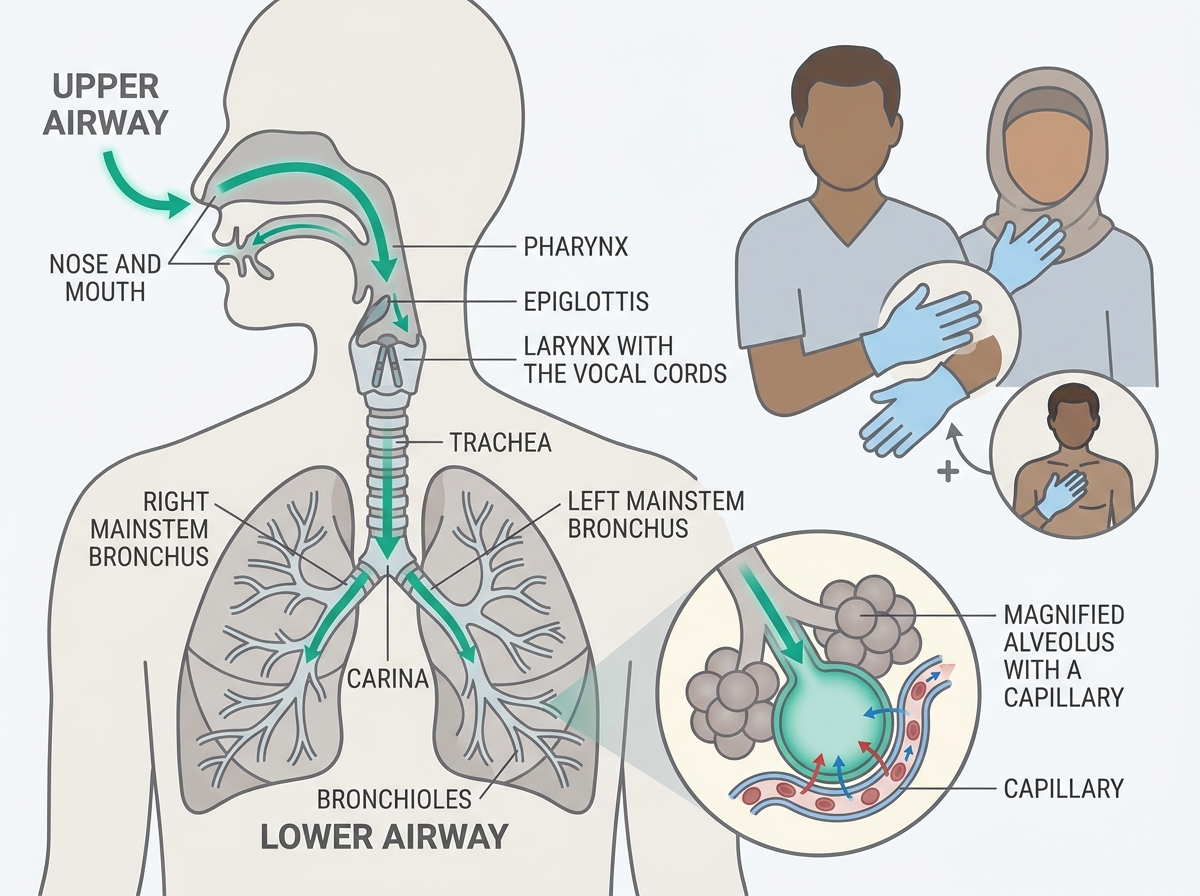 UPPER
AIRWAY
NOSE AND
MOUTH
PHARYNX
EPIGLOTTIS
LARYNX WITH
THE VOCAL CORDS
TRACHEA
RIGHT
MAINSTEM
BRONCHUS
LEFT MAINSTEM
BRONCHUS
CARINA
BRONCHIOLES
LOWER AIRWAY
+
MAGNIFIED
ALVEOLUS
WITH A
CAPILLARY
CAPILLARY